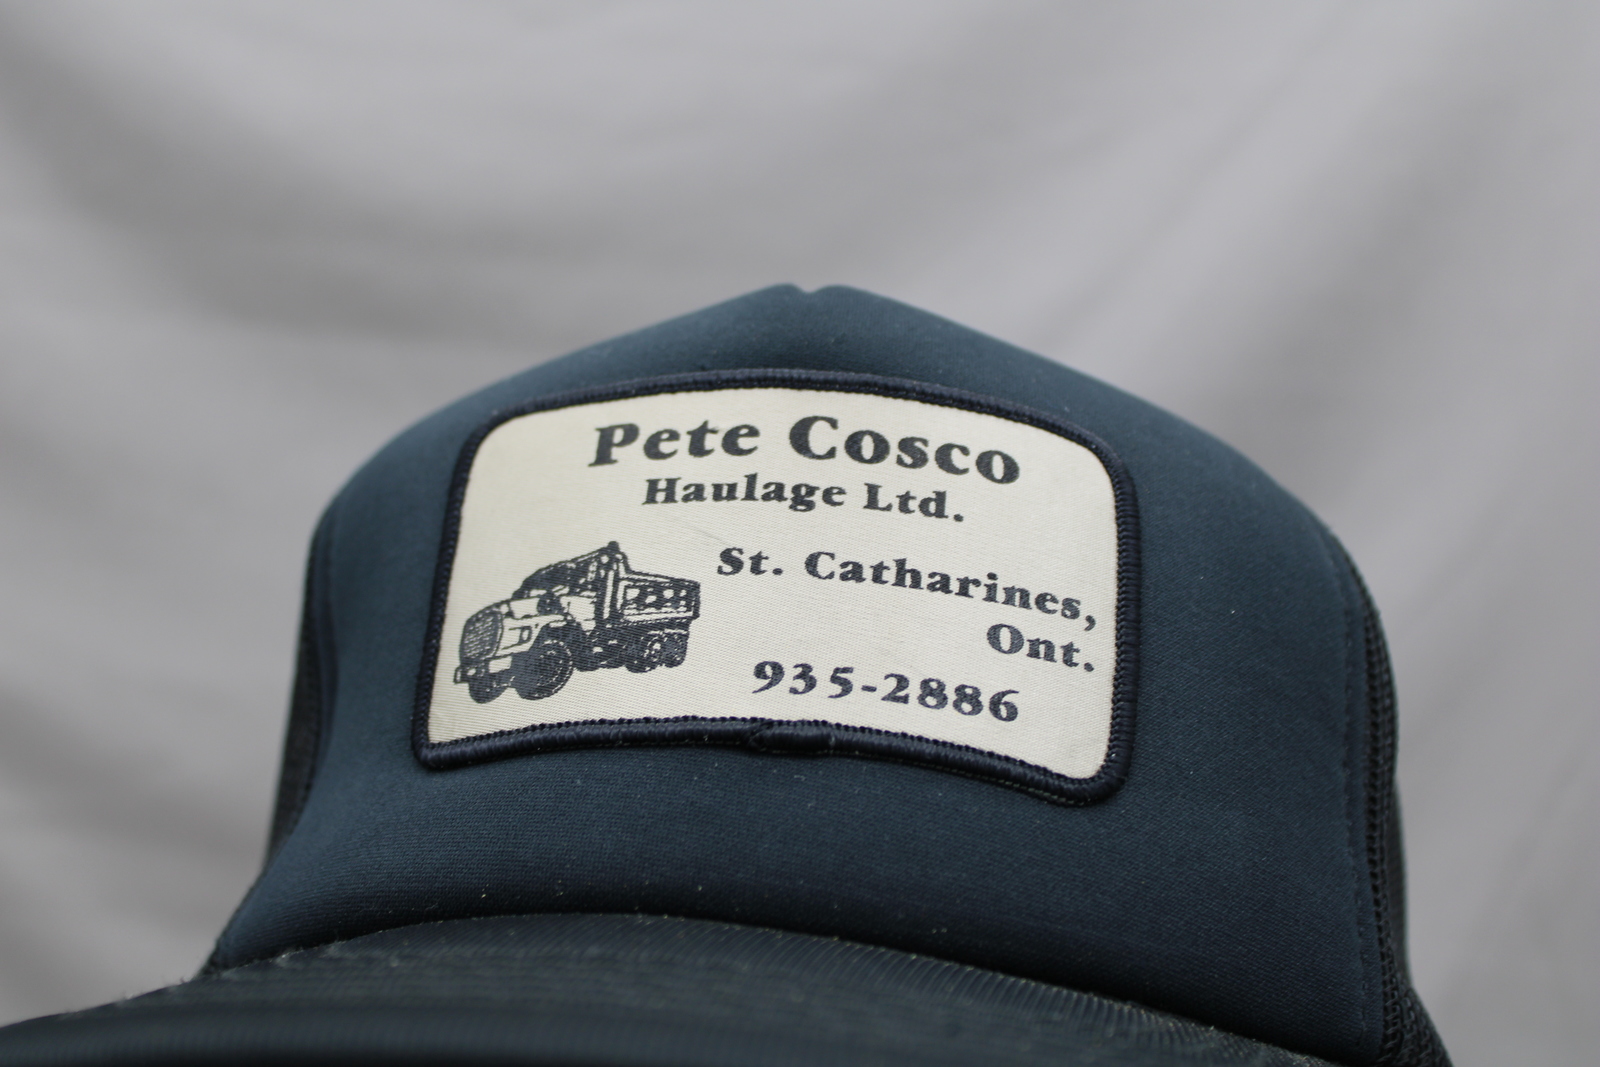 Pete Cosco
Haulage Ltd.
St. Catharines,
Ont.
935-2886